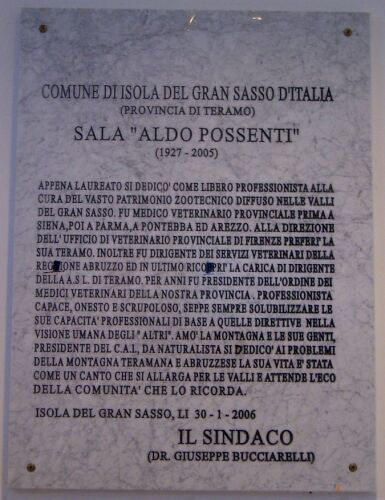 COMUNE DI ISOLA DEL GRAN SASSO D'ITALIA
(PROVINCIA DI TERAMO)
SALA "ALDO POSSENTI"
(1927 - 2005)
APPENA LAUREATO SI DEDICO' COME LIBERO PROFESSIONISTA ALLA
CURA DEL VASTO PATRIMONIO ZOOTECNICO DIFFUSO NELLE VALLI
DEL GRAN SASSO. FU MEDICO VETERINARIO PROVINCIALE PRIMA A
SIENA, POI A PARMA, A PONTEBBA ED AREZZO. ALLA DIREZIONE
DELL' UFFICIO DI VETERINARIO PROVINCIALE DI FIRENZE PREFERI' LA
SUA TERAMO. INOLTRE FU DIRIGENTE DEI SERVIZI VETERINARI DELLA
REGIONE ABRUZZO ED IN ULTIMO RICOPRI' LA CARICA DI DIRIGENTE
DELLA A.S L. DI TERAMO. PER ANNI FU PRESIDENTE DELL'ORDINE DEI
MEDICI VETERINARI DELLA NOSTRA PROVINCIA . PROFESSIONISTA
CAPACE, ONESTO E SCRUPOLOSO, SEPPE SEMPRE SOLUBILIZZARE LE
SUE CAPACITA' PROFESSIONALI DI BASE A QUELLE DIRETTIVE NELLA
VISIONE UMANA DEGLI " ALTRI". AMO' LA MONTAGNA E LE SUE GENTI,
PRESIDENTE DEL C.A.I., DA NATURALISTA SI DEDICO' AI PROBLEMI
DELLA MONTAGNA TERAMANA E ABRUZZESE LA SUA VITA E' STATA
COME UN CANTO CHE SI ALLARGA PER LE VALLI E ATTENDE L'ECO
DELLA COMUNITA' CHE LO RICORDA.
ISOLA DEL GRAN SASSO, LI 30 - 1 - 2006
IL SINDACO
(DR. GIUSEPPE BUCCIARELLI)